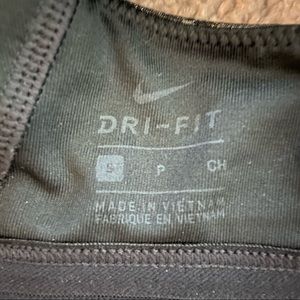 DRI-FIT
S P CH
MADE IN VIETNAM
FABRIQUE EN VIETNAM